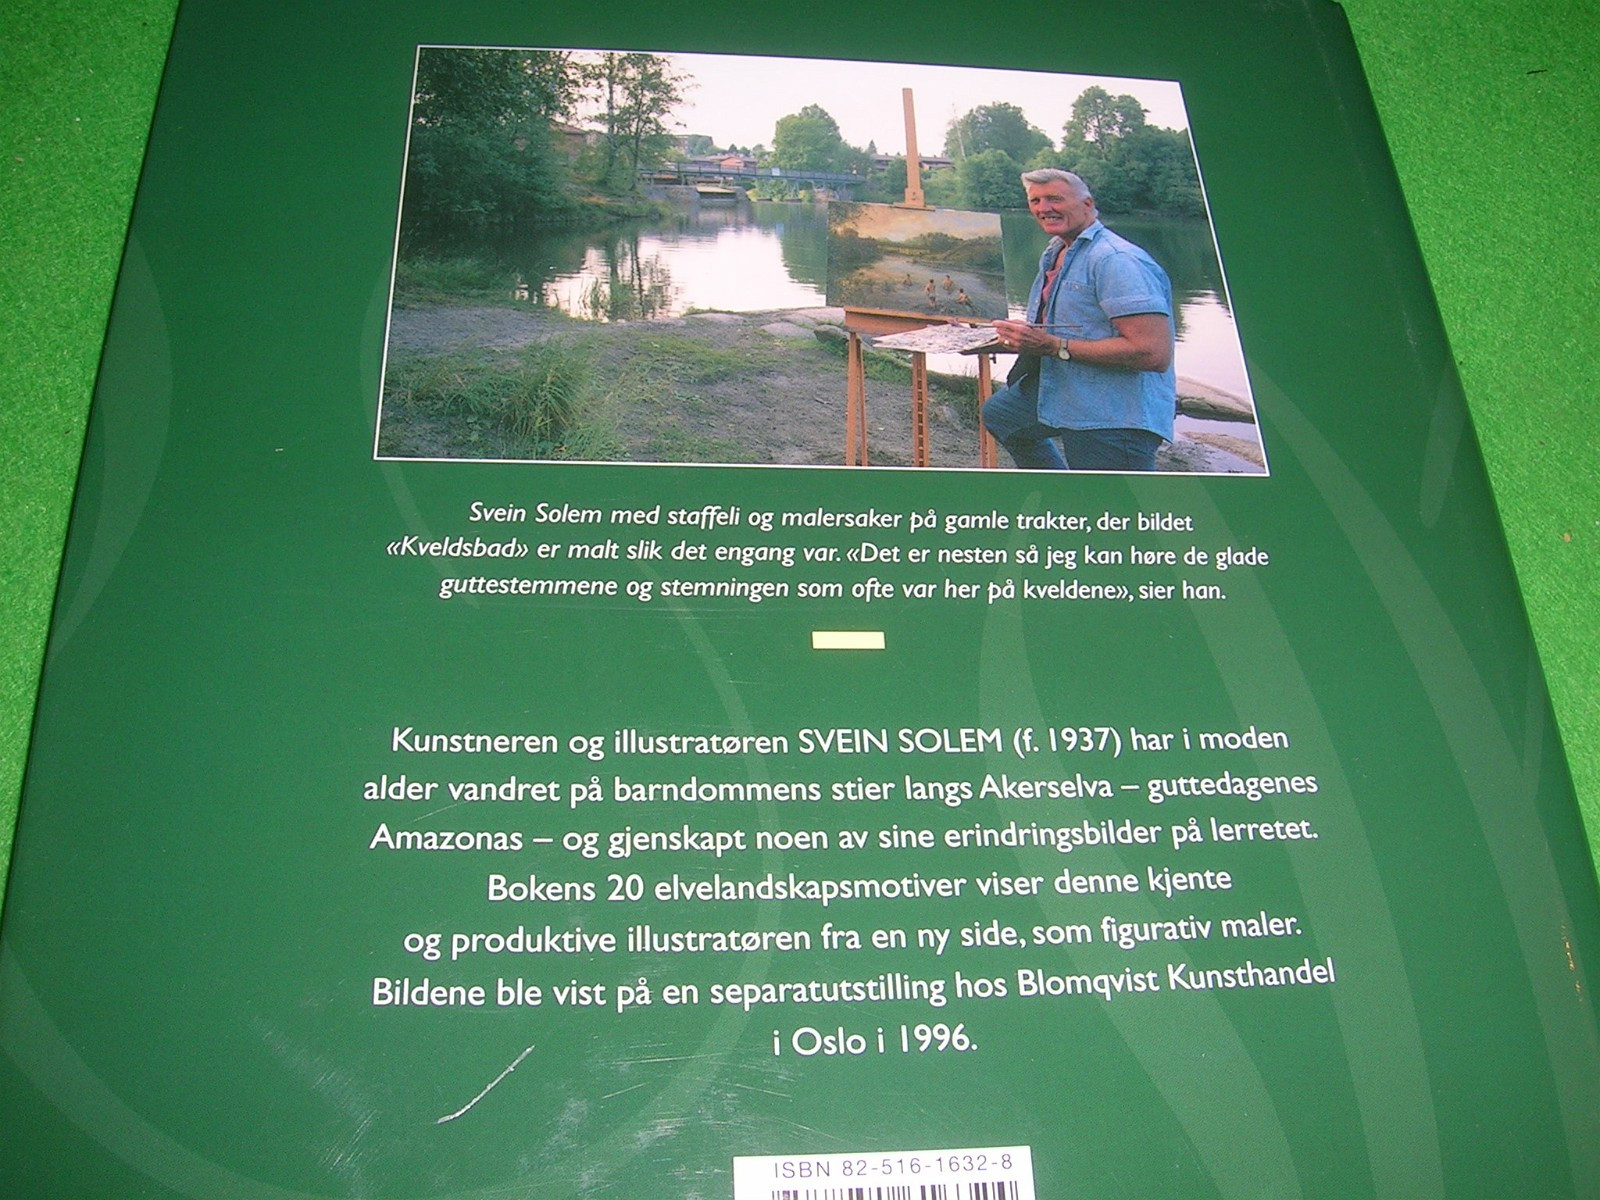 Svein Solem med staffeli og malersaker på gamle trakter, der bildet
«Kveldsbad» er malt slik det engang var. «Det er nesten så jeg kan høre de glade
guttestemmene og stemningen som ofte var her på kveldene», sier han.
Kunstneren og illustratøren SVEIN SOLEM (f. 1937) har i moden
alder vandret på barndommens stier langs Akerselva – guttedagenes
Amazonas – og gjenskapt noen av sine erindringsbilder på lerretet.
Bokens 20 elvelandskapsmotiver viser denne kjente
og produktive illustratøren fra en ny side, som figurativ maler.
Bildene ble vist på en separatutstilling hos Blomqvist Kunsthandel
i Oslo i 1996.
ISBN 82-516-1632-8